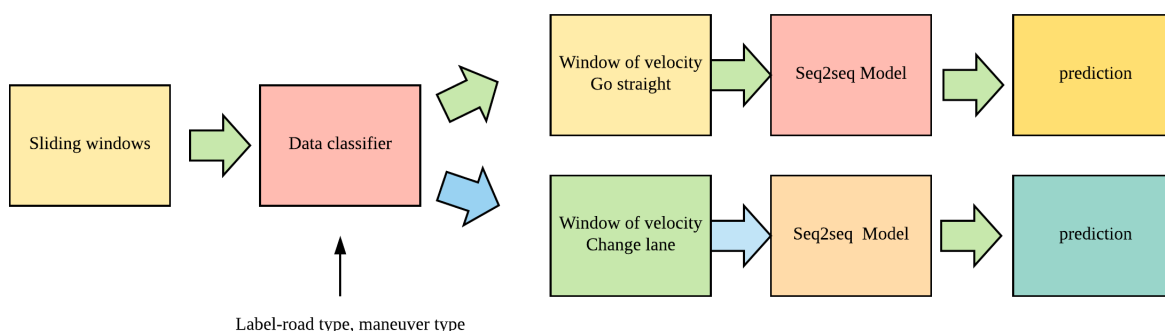 Sliding windows
Data classifier
Label-road type, maneuver type
Window of velocity
Go straight
Seq2seq Model
prediction
Window of velocity
Change lane
Seq2seq  Model
prediction